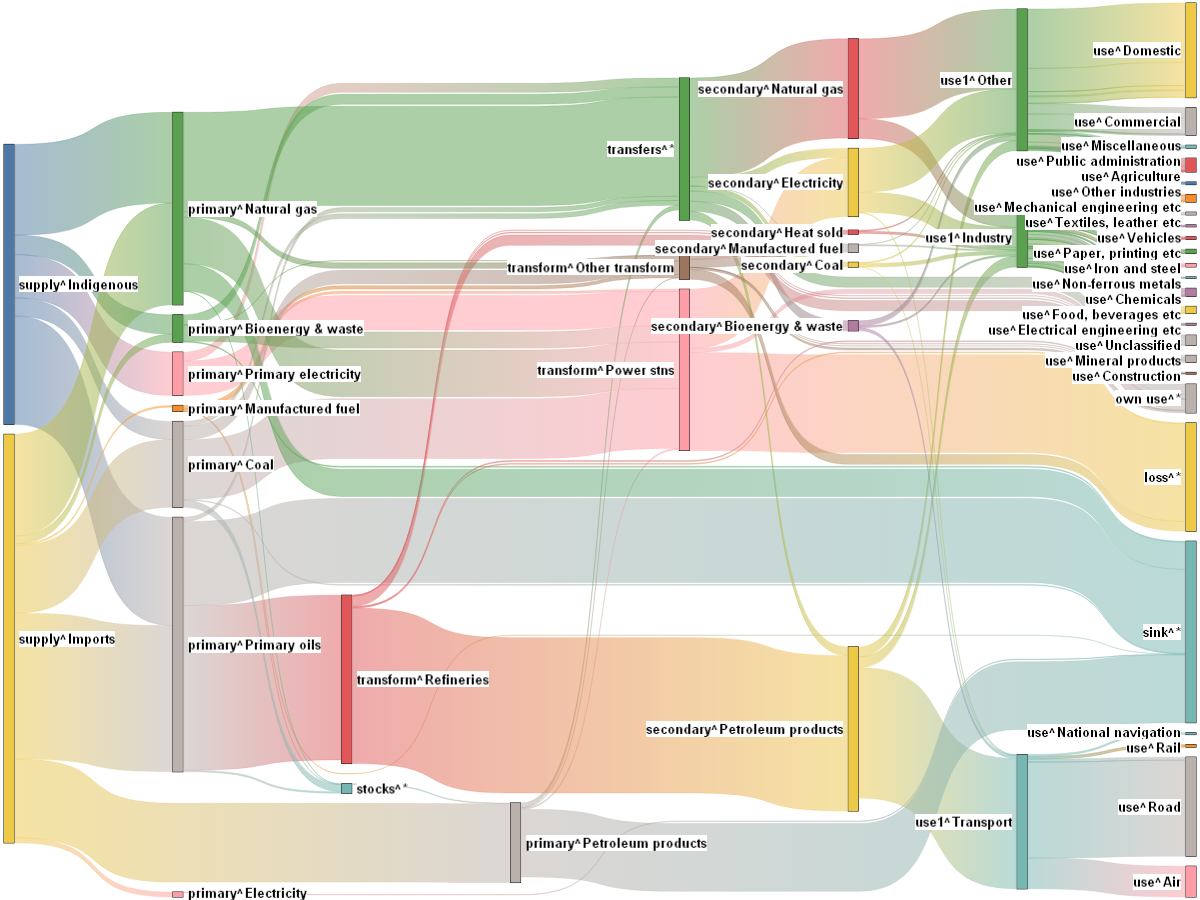 supply^Indigenous
supply^Imports
primary^Natural gas
primary^Bioenergy & waste
primary^Primary electricity
primary^Manufactured fuel
primary^Coal
primary^Primary oils
primary^Electricity
transform^Refineries
stocks^*
primary^Petroleum products
transfers^*
transform^Other transform
transform^Power stns
secondary^Natural gas
secondary^Electricity
secondary^Heat sold
secondary^Manufactured fuel
secondary^Coal
secondary^Bioenergy & waste
secondary^Petroleum products
use1^Other
use1^Industry
use1^Transport
use^Domestic
use^Commercial
use^Miscellaneous
use^Public administration
use^Agriculture
use^Other industries
use^Mechanical engineering etc
use^Textiles, leather etc
use^Vehicles
use^Paper, printing etc
use^Iron and steel
use^Non-ferrous metals
use^Chemicals
use^Food, beverages etc
use^Electrical engineering etc
use^Unclassified
use^Mineral products
use^Construction
own use^*
loss^*
sink^*
use^National navigation
use^Rail
use^Road
use^Air